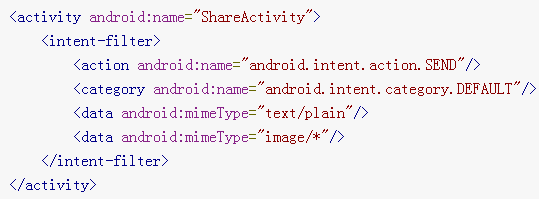 <activity android:name="ShareActivity">
    <intent-filter>
        <action android:name="android.intent.action.SEND"/>
        <category android:name="android.intent.category.DEFAULT"/>
        <data android:mimeType="text/plain"/>
        <data android:mimeType="image/*"/>
    </intent-filter>
</activity>